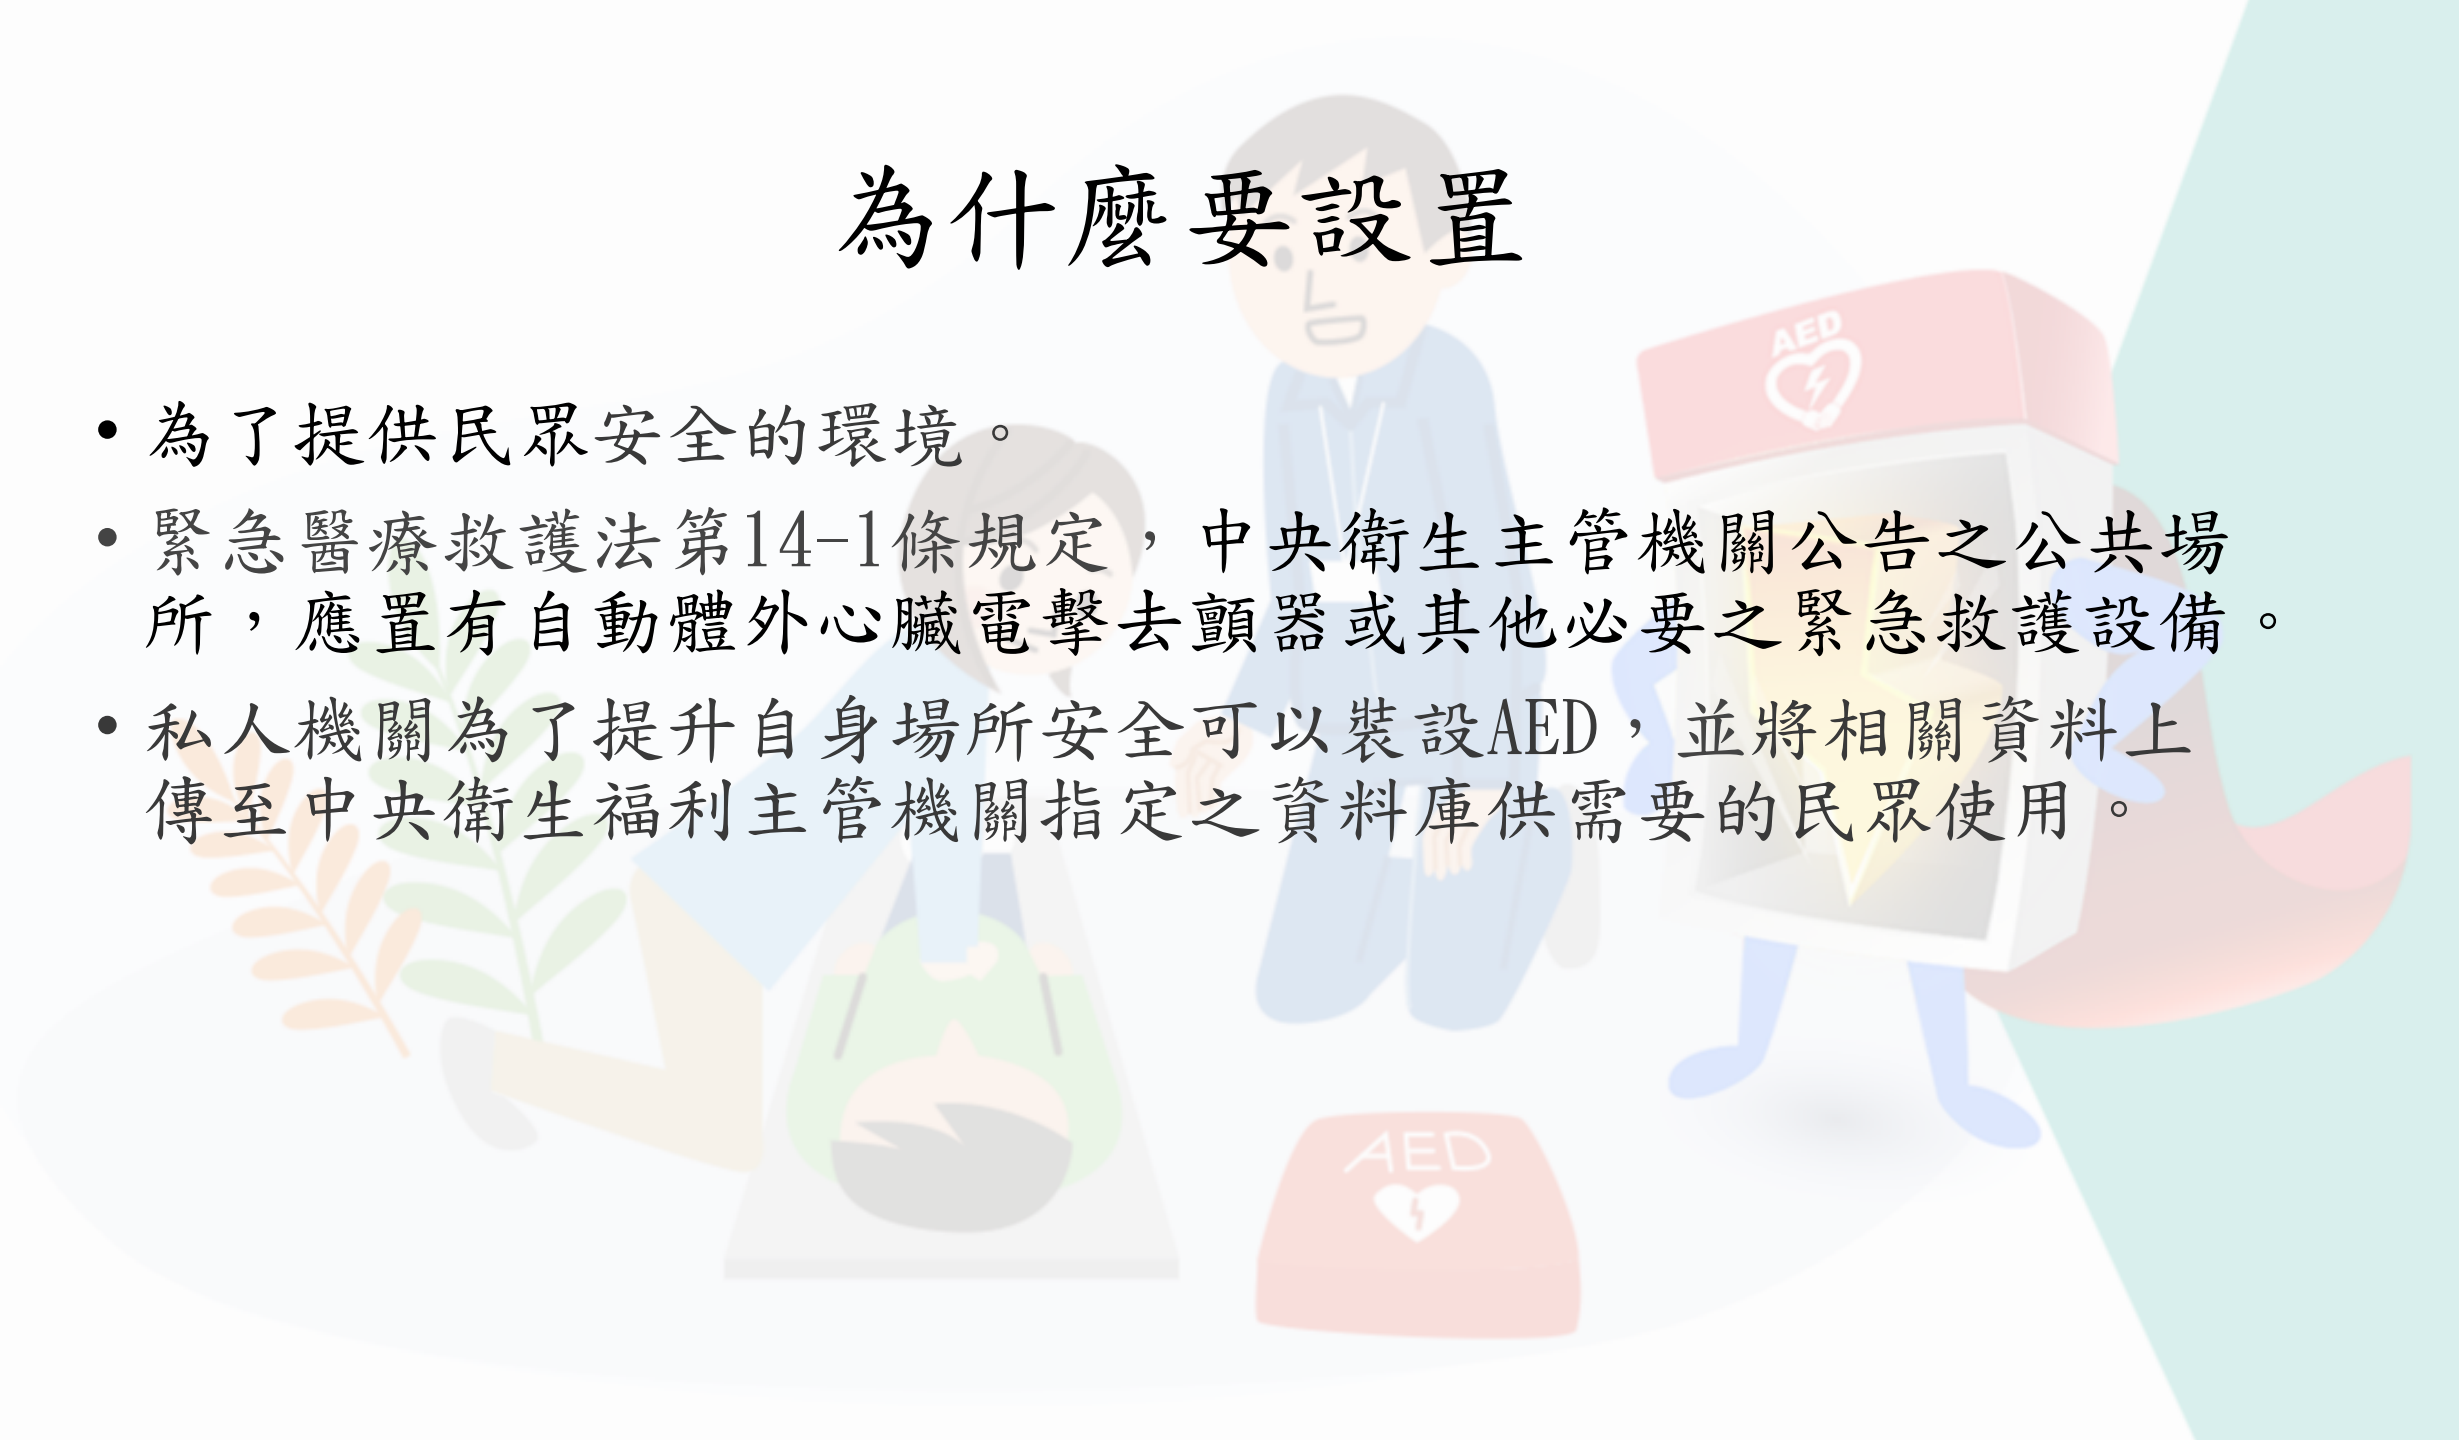 為什麼要設置
• 為了提供民眾安全的環境。
• 緊急醫療救護法第14-1條規定，中央衛生主管機關公告之公共場
所，應置有自動體外心臟電擊去顫器或其他必要之緊急救護設備。
• 私人機關為了提升自身場所安全可以裝設AED，並將相關資料上
傳至中央衛生福利主管機關指定之資料庫供需要的民眾使用。
AED
AED